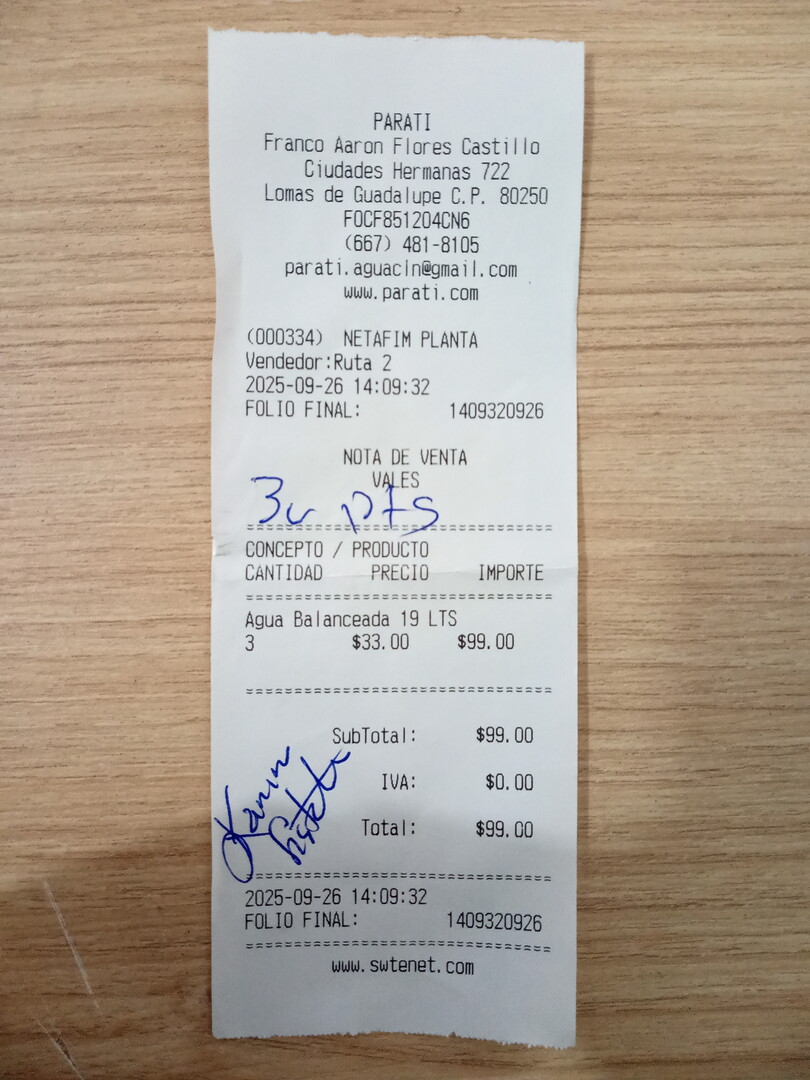 PARATI
Franco Aaron Flores Castillo
Ciudades Hermanas 722
Lomas de Guadalupe C.P. 80250
FOCF851204CN6
(667) 481-8105
parati.aguacln@gmail.com
www.parati.com
(000334) NETAFIM PLANTA
Vendedor:Ruta 2
2025-09-26 14:09:32
FOLIO FINAL: 1409320926
NOTA DE VENTA
VALES
pts
===============================
CONCEPTO / PRODUCTO
CANTIDAD PRECIO IMPORTE
===============================
Agua Balanceada 19 LTS
3 $33.00 $99.00
===============================
SubTotal: $99.00
IVA: $0.00
Total: $99.00
Karin
===============================
2025-09-26 14:09:32
FOLIO FINAL: 1409320926
===============================
www.swtenet.com